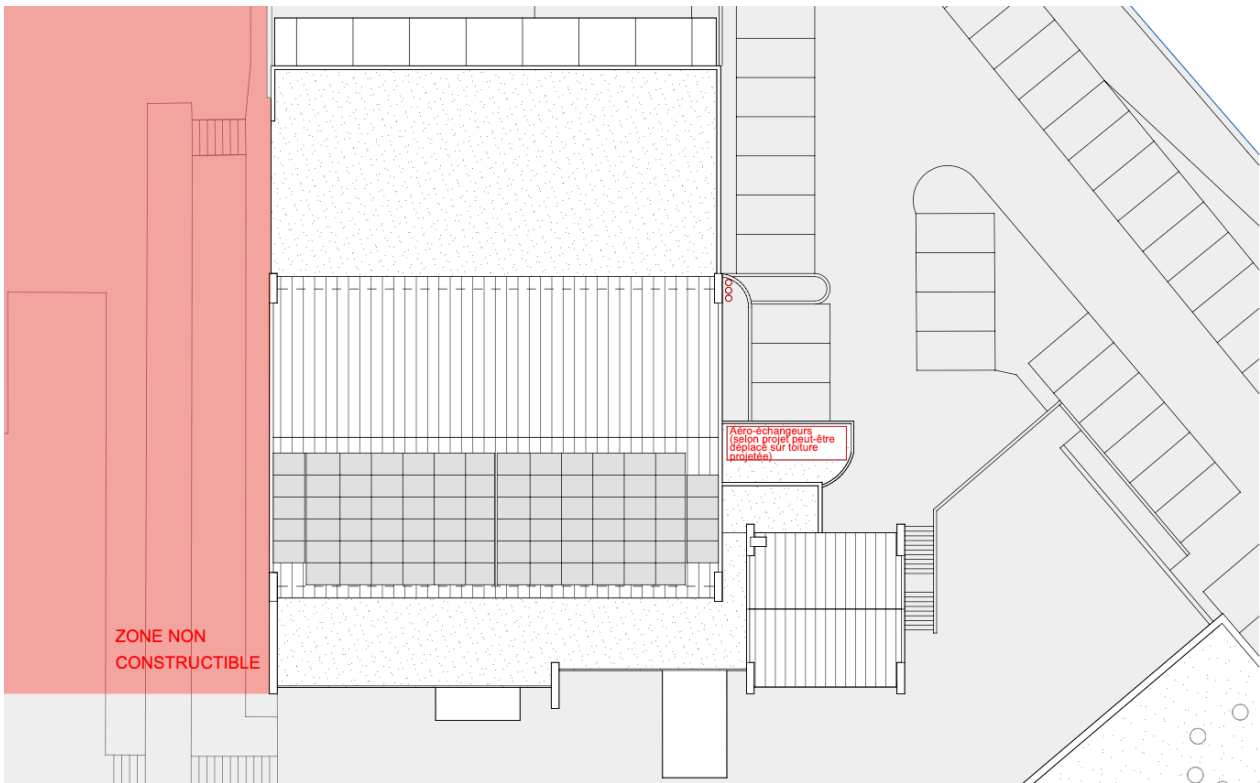 Aéro-échangeurs
(selon projet peut-être
déplacé sur toiture
projetée)
ZONE NON
CONSTRUCTIBLE